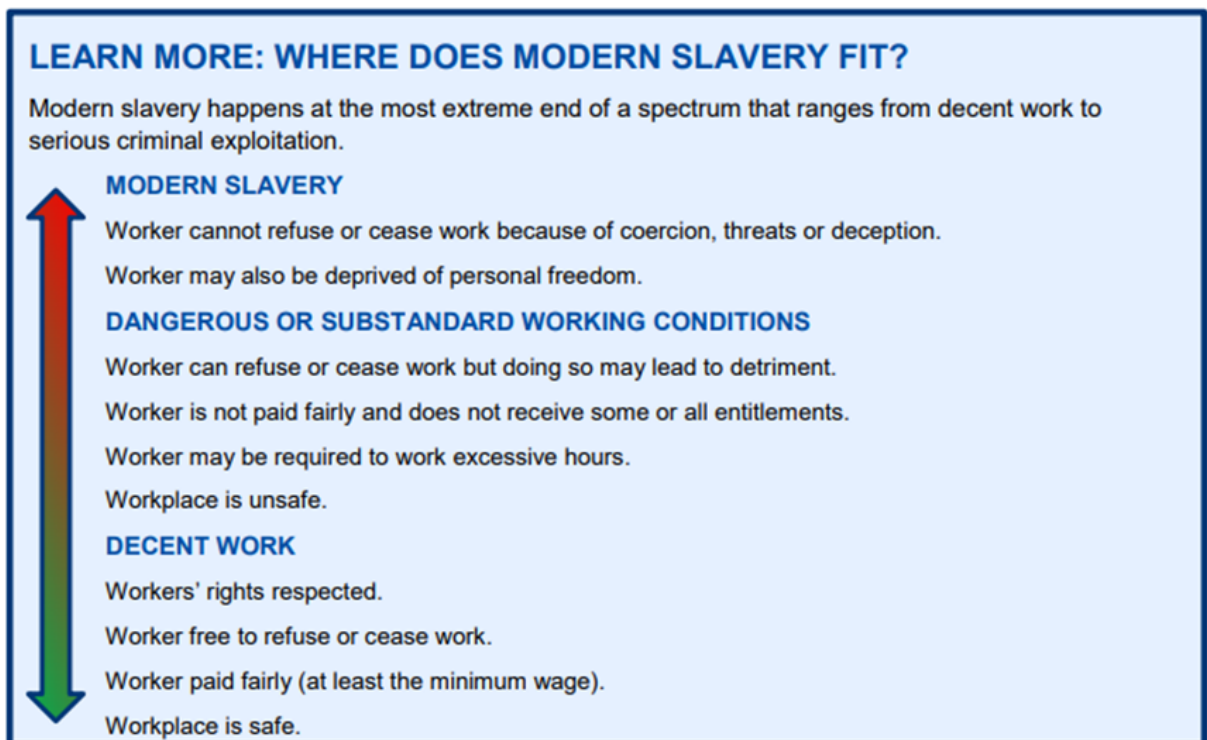 LEARN MORE: WHERE DOES MODERN SLAVERY FIT?
Modern slavery happens at the most extreme end of a spectrum that ranges from decent work to
serious criminal exploitation.
MODERN SLAVERY
Worker cannot refuse or cease work because of coercion, threats or deception.
Worker may also be deprived of personal freedom.
DANGEROUS OR SUBSTANDARD WORKING CONDITIONS
Worker can refuse or cease work but doing so may lead to detriment.
Worker is not paid fairly and does not receive some or all entitlements.
Worker may be required to work excessive hours.
Workplace is unsafe.
DECENT WORK
Workers’ rights respected.
Worker free to refuse or cease work.
Worker paid fairly (at least the minimum wage).
Workplace is safe.